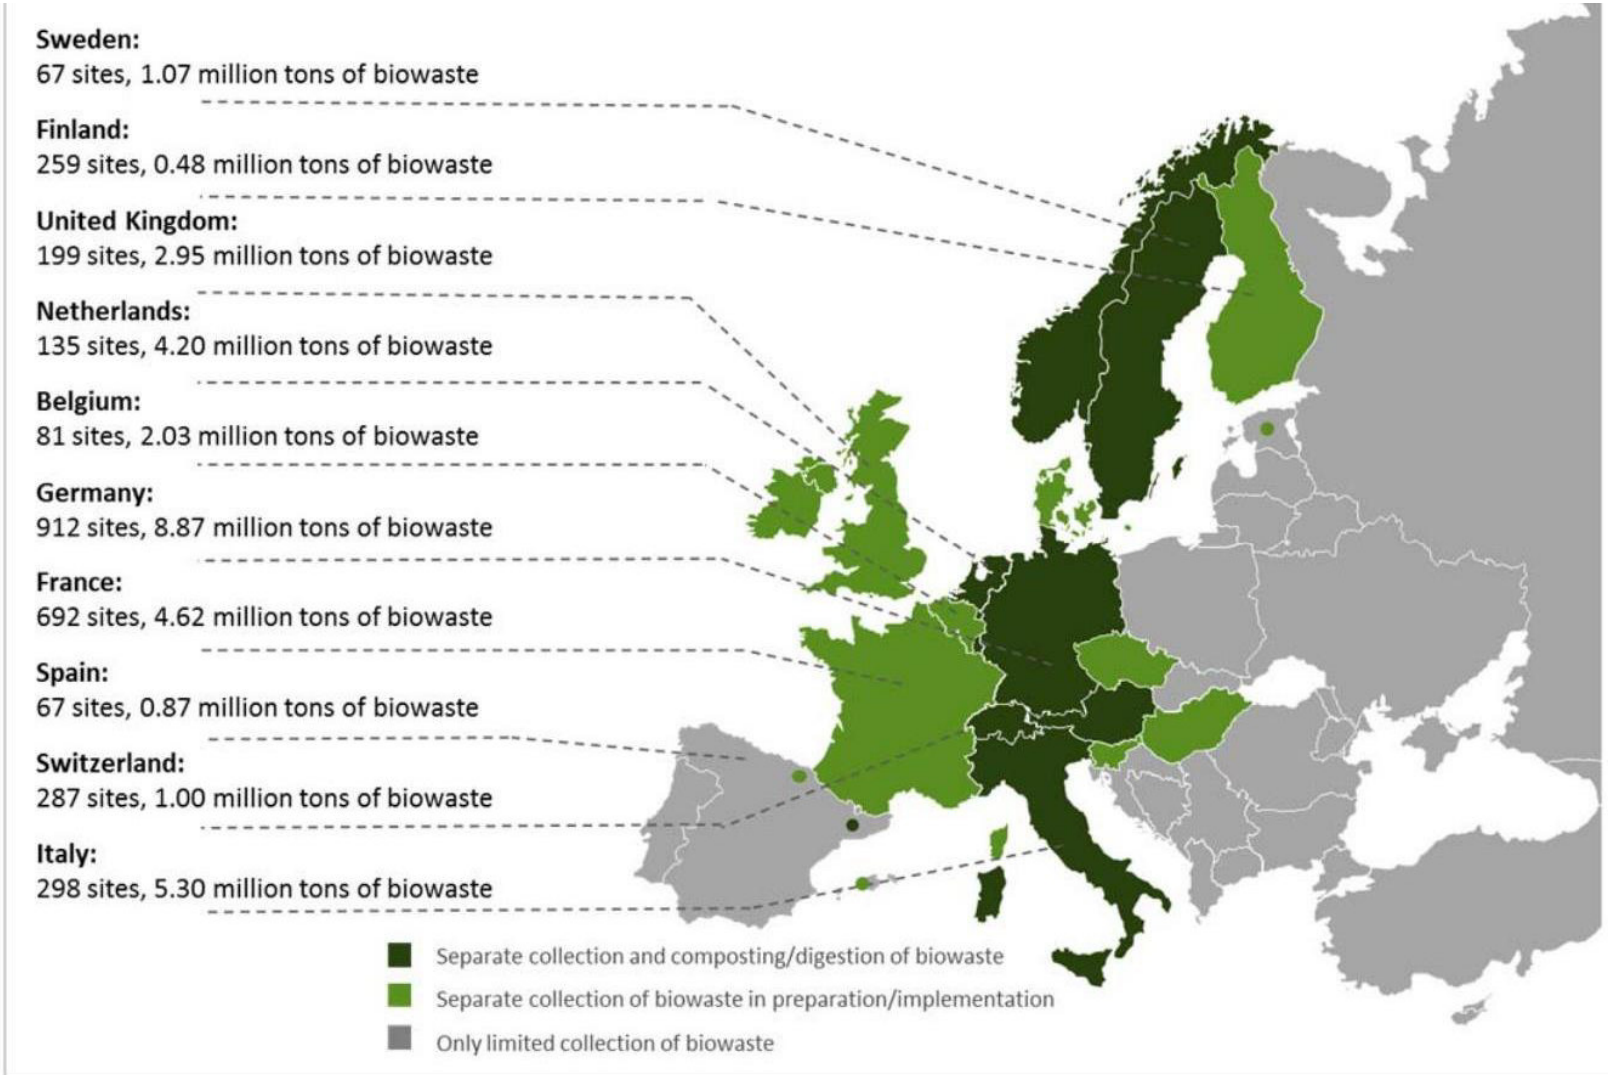 Sweden:
67 sites, 1.07 million tons of biowaste
Finland:
259 sites, 0.48 million tons of biowaste
United Kingdom:
199 sites, 2.95 million tons of biowaste
Netherlands:
135 sites, 4.20 million tons of biowaste
Belgium:
81 sites, 2.03 million tons of biowaste
Germany:
912 sites, 8.87 million tons of biowaste
France:
692 sites, 4.62 million tons of biowaste
Spain:
67 sites, 0.87 million tons of biowaste
Switzerland:
287 sites, 1.00 million tons of biowaste
Italy:
298 sites, 5.30 million tons of biowaste
Separate collection and composting/digestion of biowaste
Separate collection of biowaste in preparation/implementation
Only limited collection of biowaste